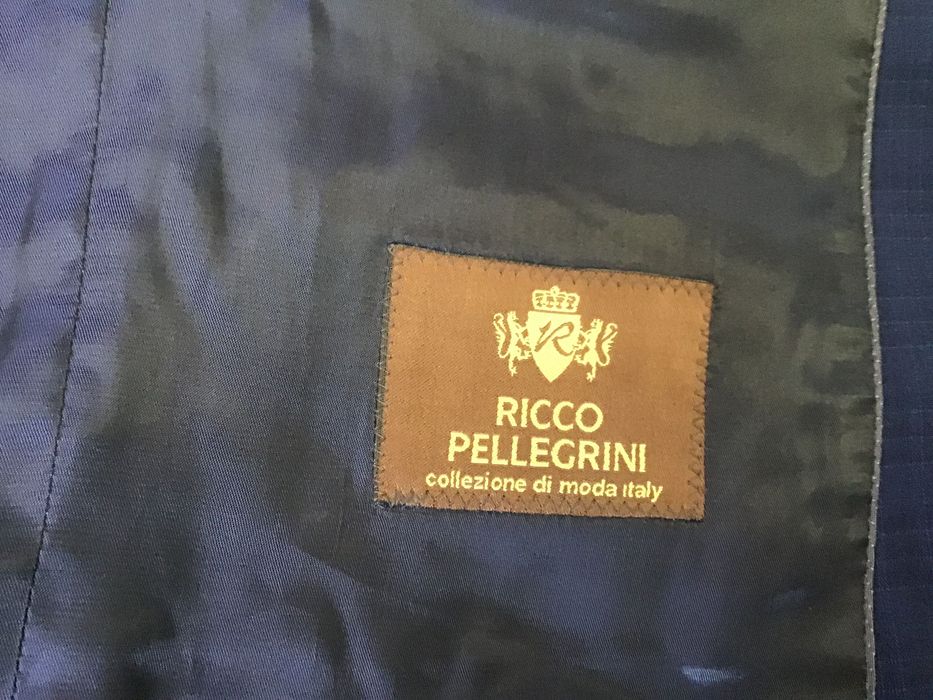 R
RICCO
PELLEGRINI
collezione di moda italy